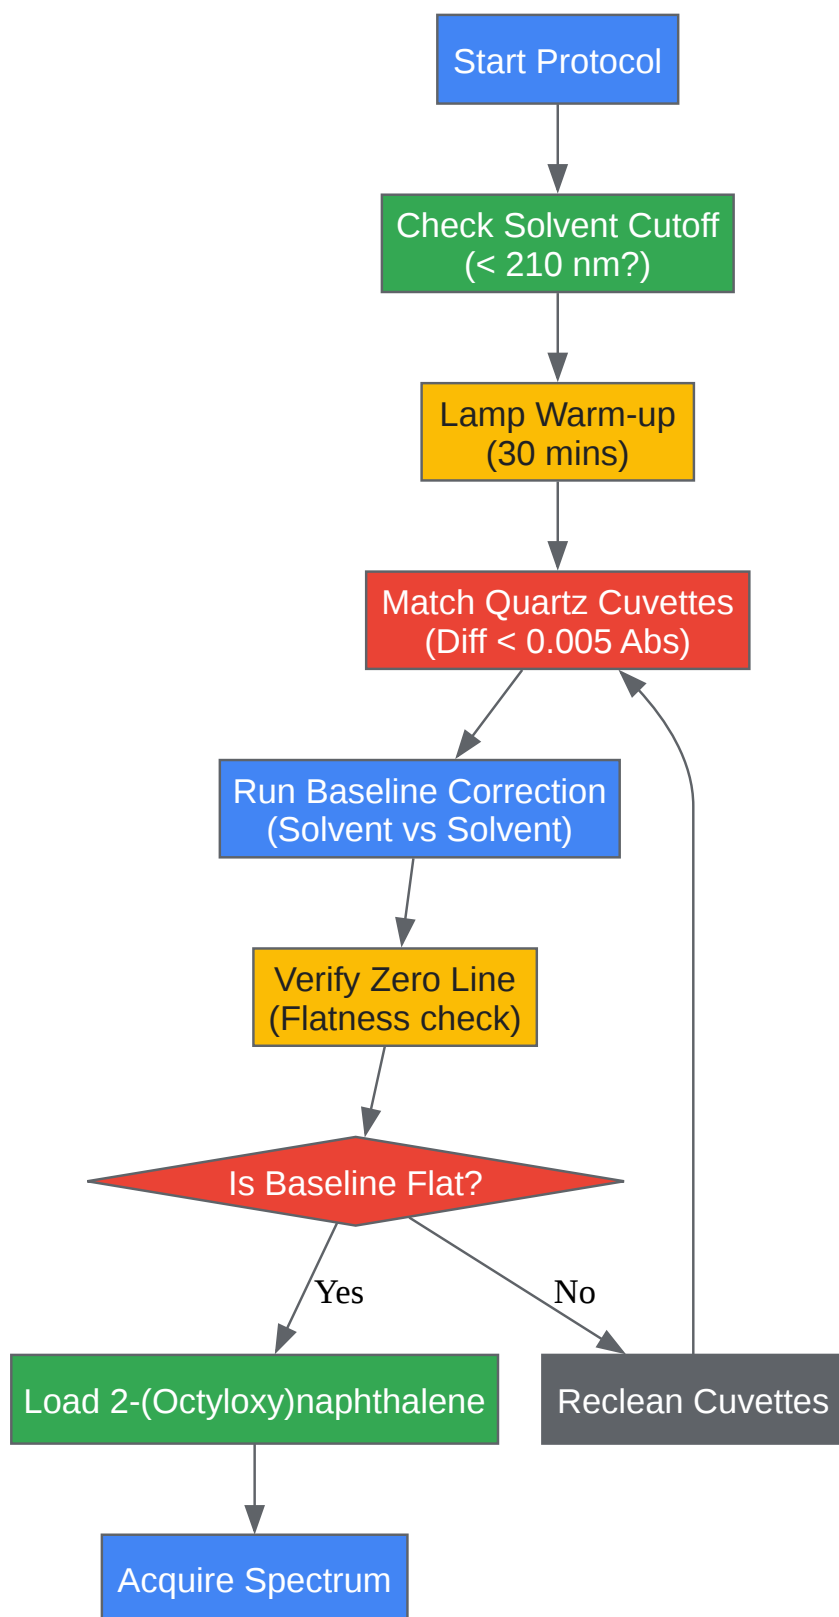 Start Protocol
Check Solvent Cutoff
(< 210 nm?)
Lamp Warm-up
(30 mins)
Match Quartz Cuvettes
(Diff < 0.005 Abs)
Run Baseline Correction
(Solvent vs Solvent)
Verify Zero Line
(Flatness check)
Is Baseline Flat?
Yes
No
Load 2-(Octyloxy)naphthalene
Reclean Cuvettes
Acquire Spectrum